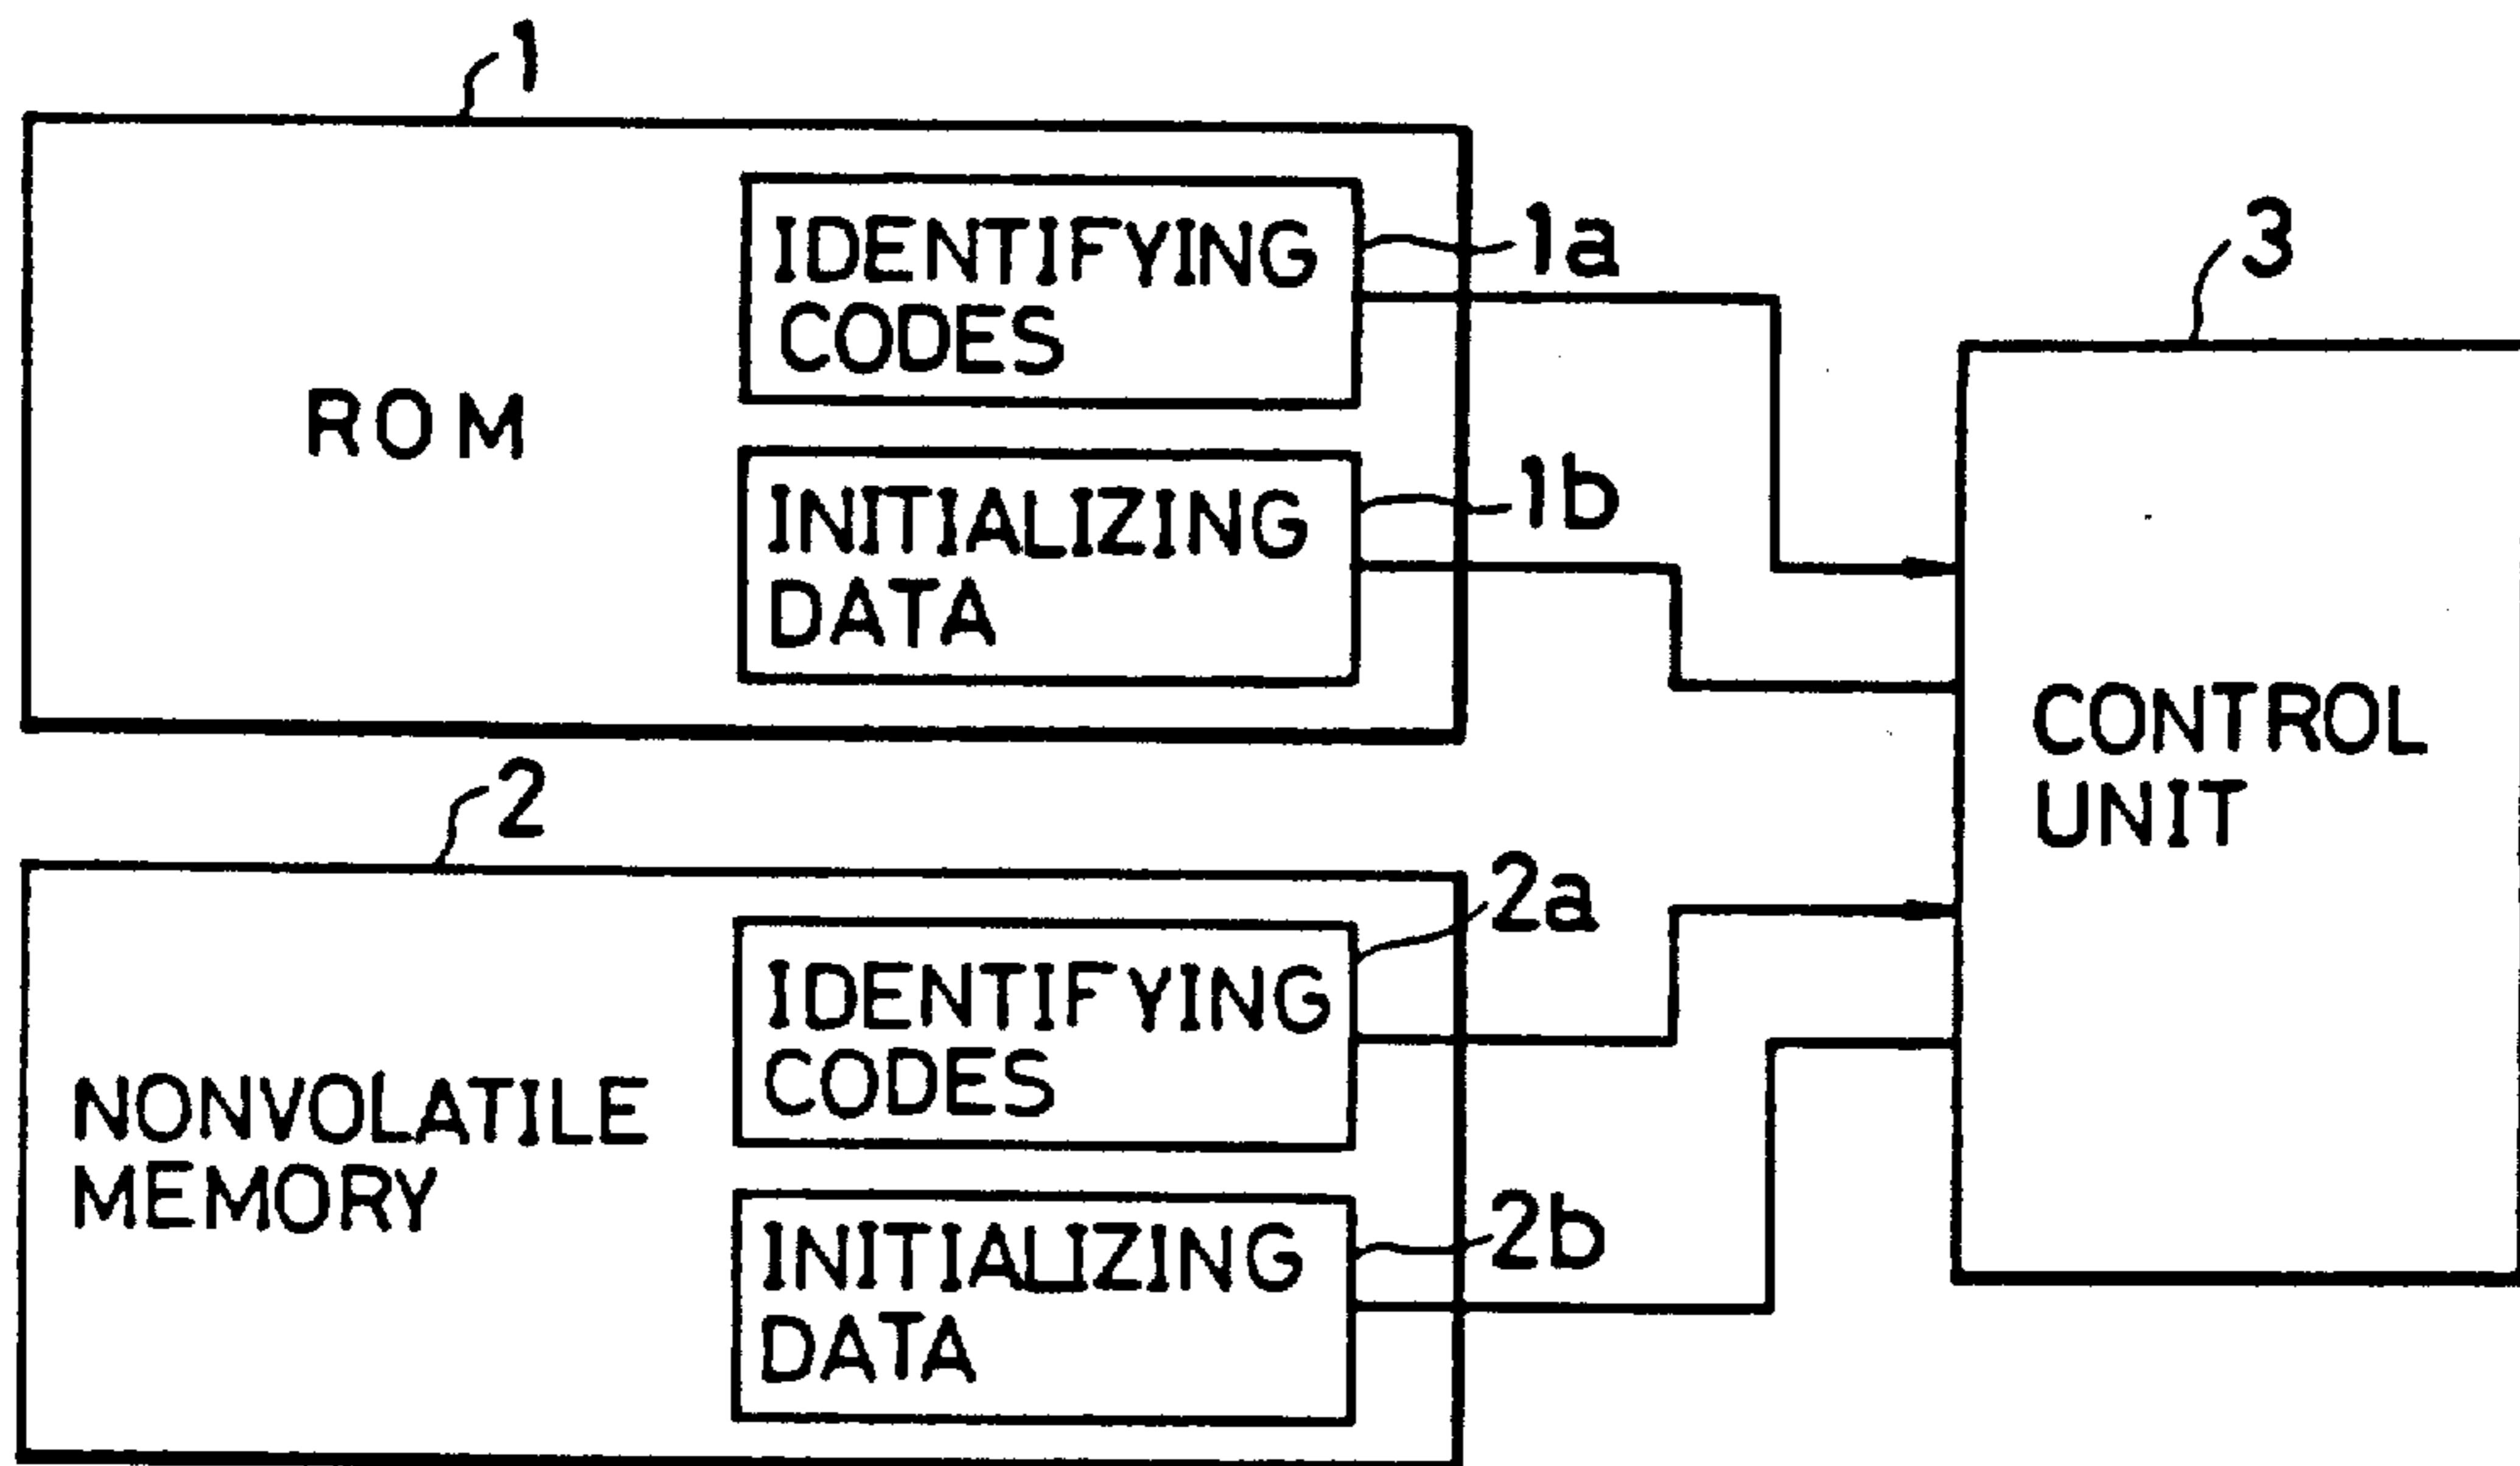 1
IDENTIFYING
CODES
1a
ROM
INITIALIZING
DATA
1b
3
CONTROL
UNIT
2
IDENTIFYING
CODES
2a
NONVOLATILE
MEMORY
INITIALIZING
DATA
2b